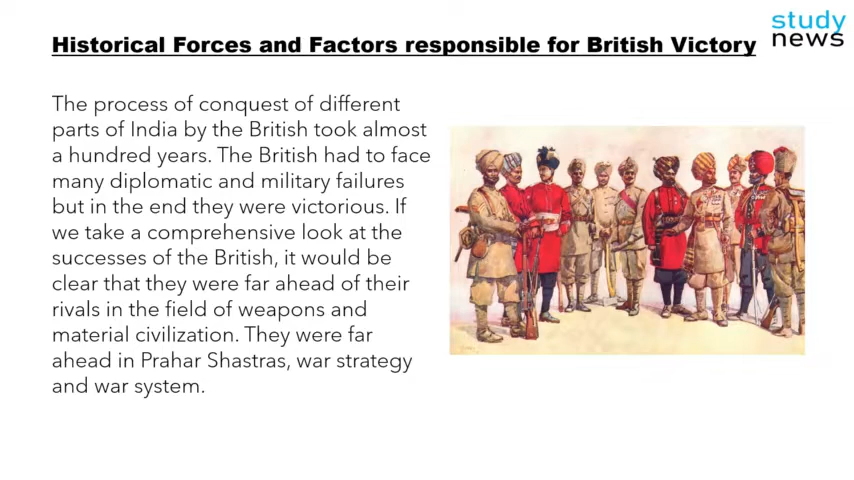 study
news
Historical Forces and Factors responsible for British Victory
The process of conquest of different
parts of India by the British took almost
a hundred years. The British had to face
many diplomatic and military failures
but in the end they were victorious. If
we take a comprehensive look at the
successes of the British, it would be
clear that they were far ahead of their
rivals in the field of weapons and
material civilization. They were far
ahead in Prahar Shastras, war strategy
and war system.